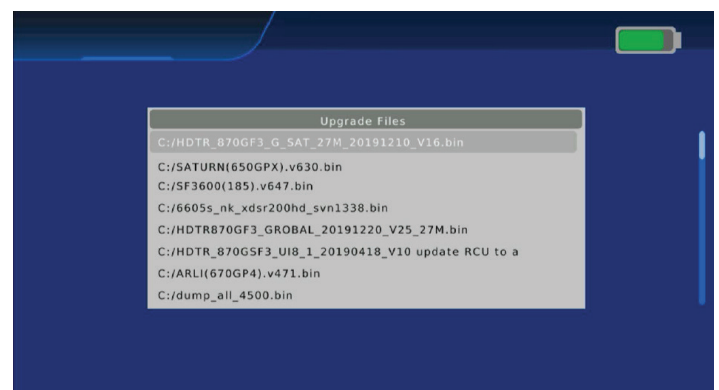 Upgrade Files
C:/HDTR_870GF3_G_SAT_27M_20191210_V16.bin
C:/SATURN(650GPX).v630.bin
C:/SF3600(185).v647.bin
C:/6605s_nk_xdsr200hd_svn1338.bin
C:/HDTR870GF3_GROBAL_20191220_V25_27M.bin
C:/HDTR_870GSF3_UI8_1_20190418_V10 update RCU to a
C:/ARLI(670GP4).v471.bin
C:/dump_all_4500.bin